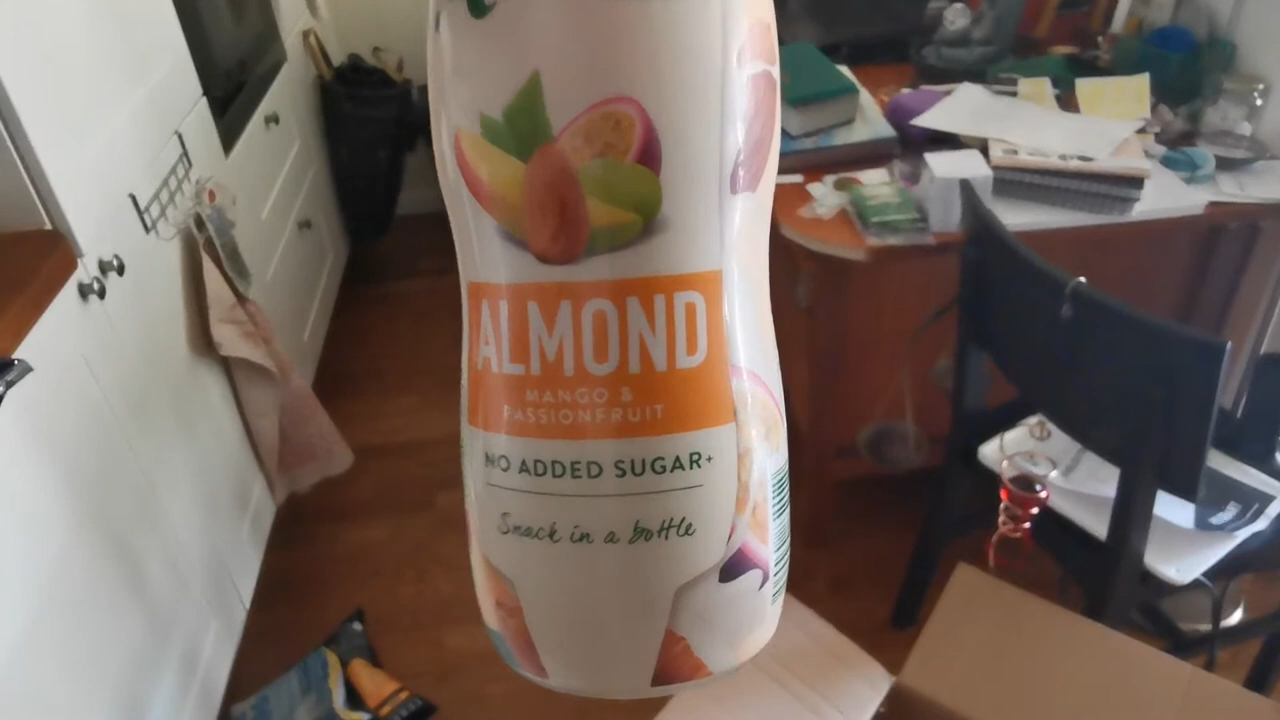 ALMOND
MANGO &
PASSIONFRUIT
NO ADDED SUGAR+
Snack in a bottle